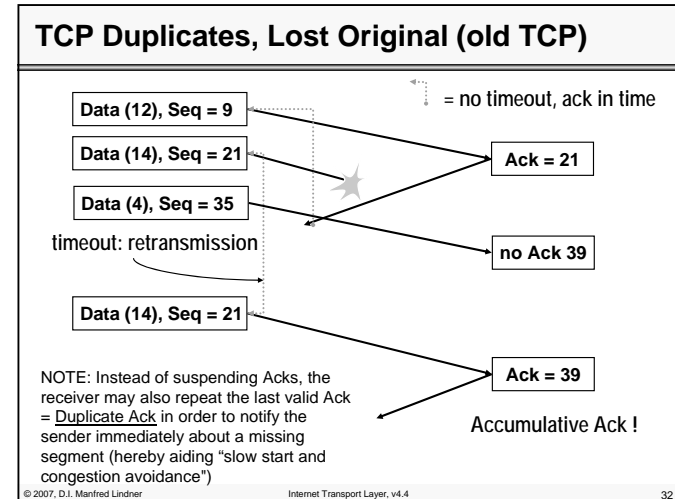 TCP Duplicates, Lost Original (old TCP)
= no timeout, ack in time
Data (12), Seq = 9
Data (14), Seq = 21
Ack = 21
Data (4), Seq = 35
timeout: retransmission
no Ack 39
Data (14), Seq = 21
Ack = 39
NOTE: Instead of suspending Acks, the
receiver may also repeat the last valid Ack
= Duplicate Ack in order to notify the
sender immediately about a missing
segment (hereby aiding “slow start and
congestion avoidance")
Accumulative Ack !
© 2007, D.I. Manfred Lindner
Internet Transport Layer, v4.4
32